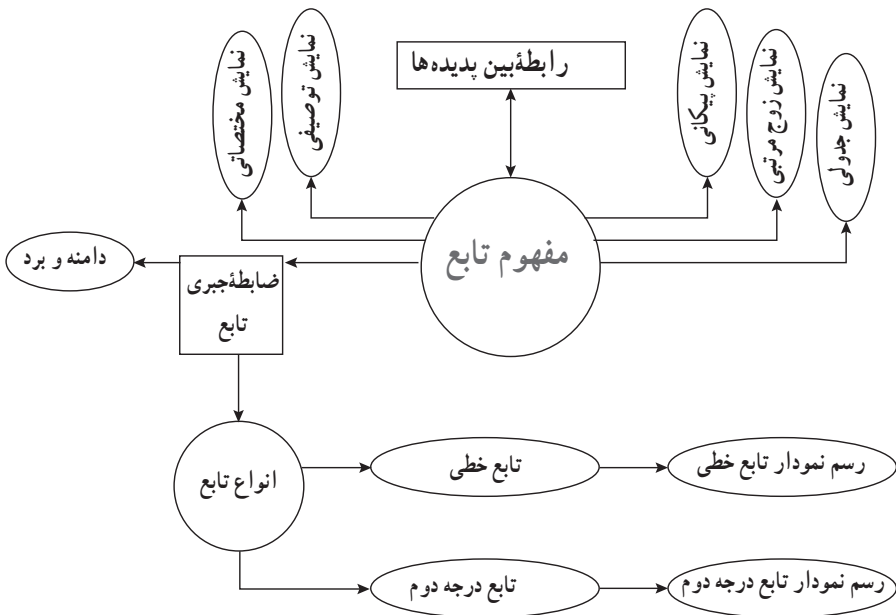 رابطهٔ بین پدیده‌ها
نمایش جدولی
نمایش زوج مرتبی
نمایش پیکانی
نمایش توصیفی
نمایش مختصاتی
مفهوم تابع
ضابطهٔ جبری
تابع
دامنه و برد
انواع تابع
تابع خطی
رسم نمودار تابع خطی
تابع درجه دوم
رسم نمودار تابع درجه دوم